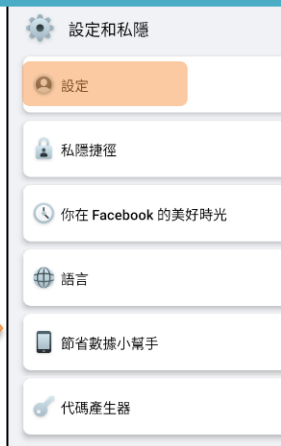 設定和私隱
設定
私隱捷徑
你在 Facebook 的美好時光
語言
節省數據小幫手
代碼產生器